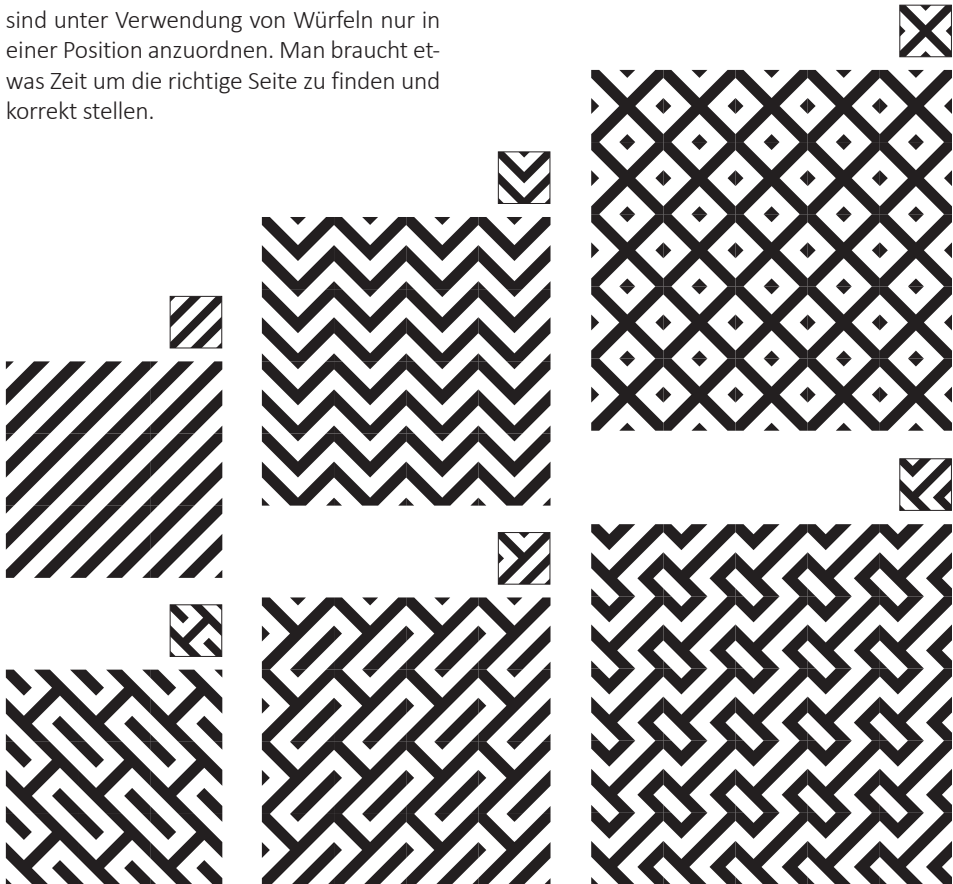 sind unter Verwendung von Würfeln nur in
einer Position anzuordnen. Man braucht et-
was Zeit um die richtige Seite zu finden und
korrekt stellen.